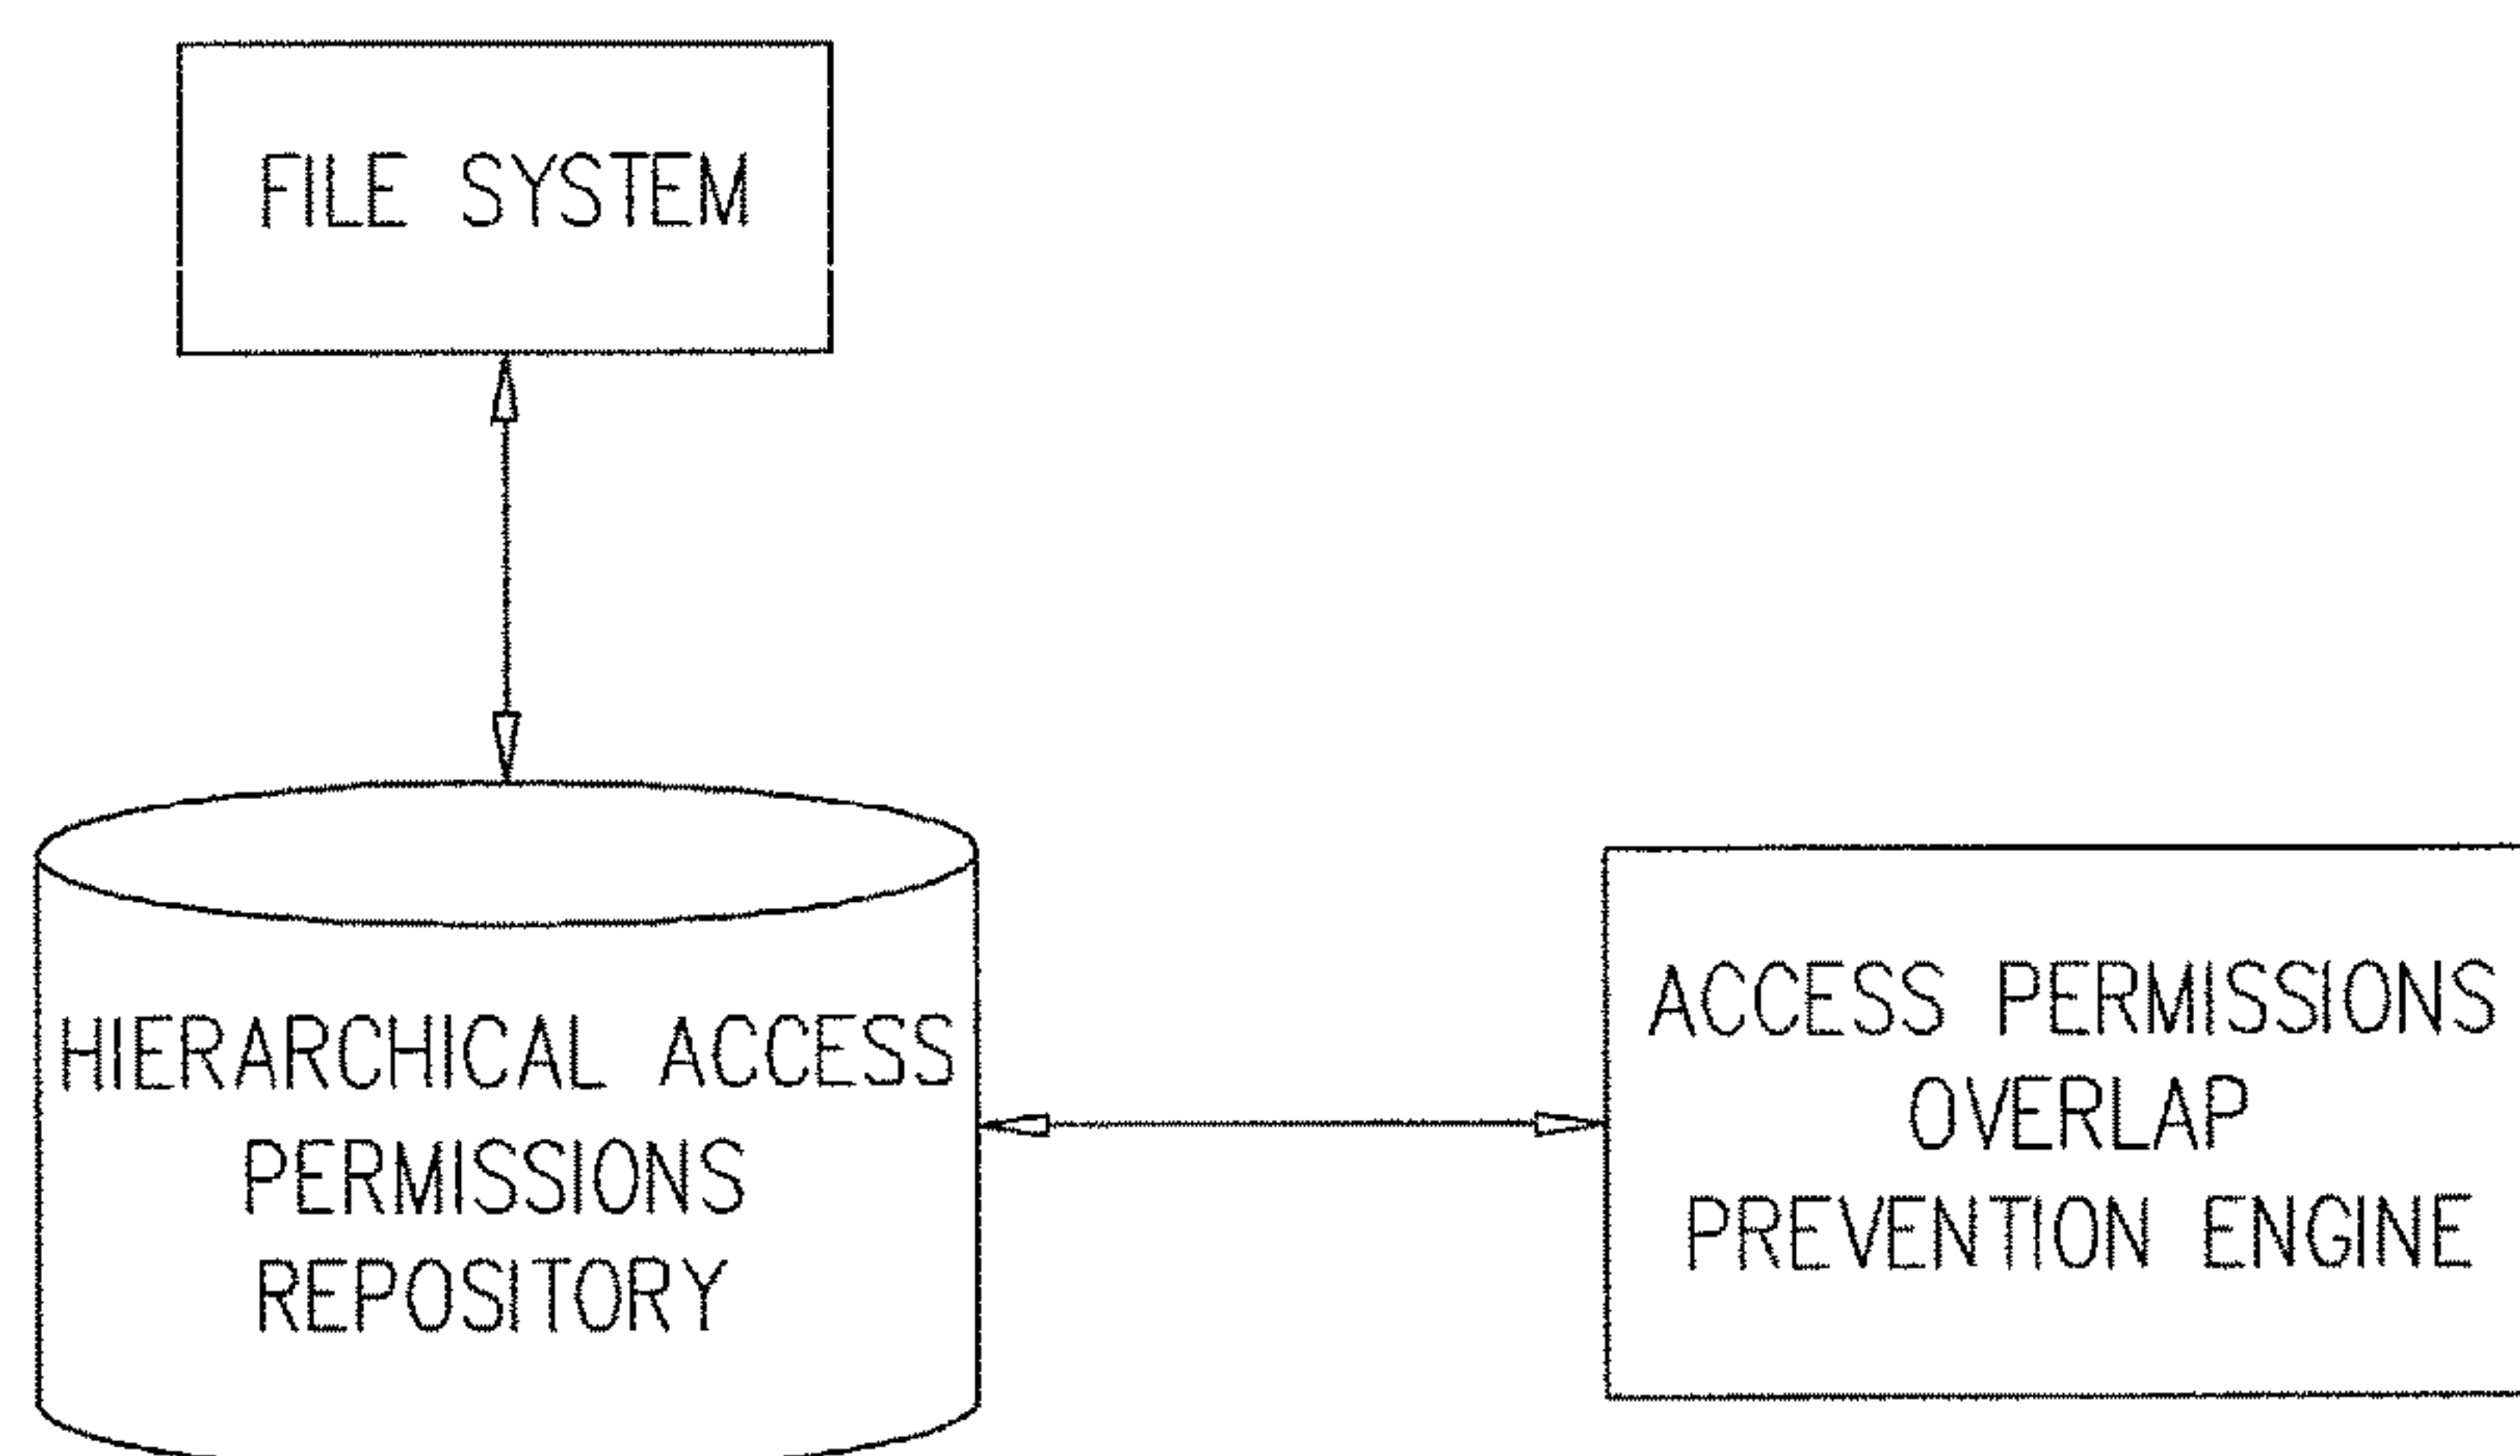 FILE SYSTEM
HIERARCHICAL ACCESS
PERMISSIONS
REPOSITORY
ACCESS PERMISSIONS
OVERLAP
PREVENTION ENGINE